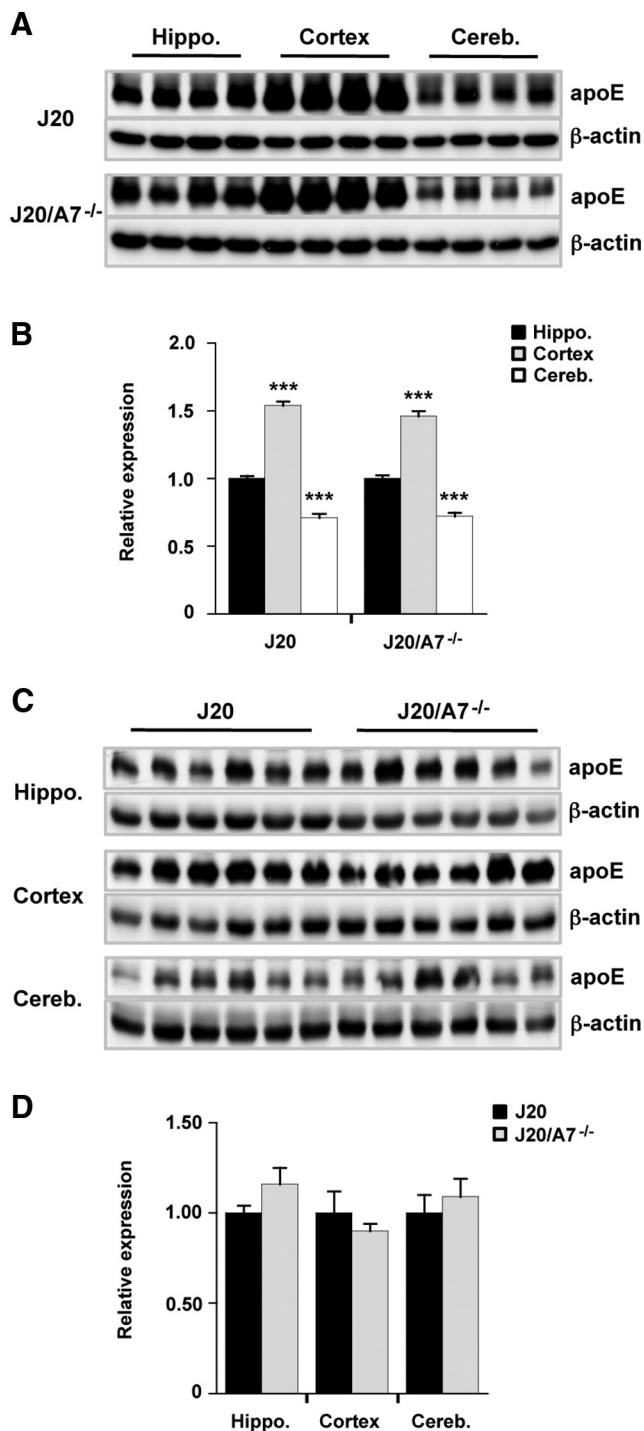 A
Hippo. Cortex Cereb.
J20
apoE
β-actin
J20/A7-/-
apoE
β-actin
B
Hippo.
Cortex
Cereb.
Relative expression
2.0
1.5
1.0
0.5
0
*** *** *** ***
J20 J20/A7-/-
C
J20 J20/A7-/-
Hippo.
apoE
β-actin
Cortex
apoE
β-actin
Cereb.
apoE
β-actin
D
J20
J20/A7-/-
Relative expression
1.50
1.00
0.50
0
Hippo. Cortex Cereb.